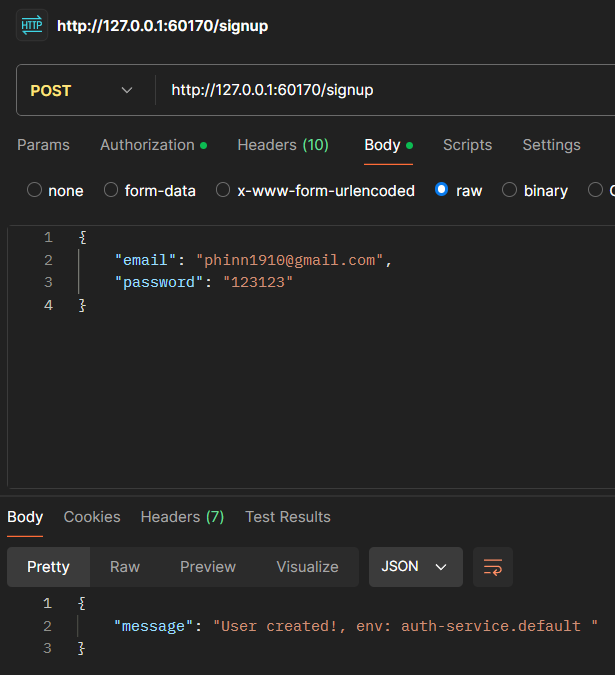 HTTP http://127.0.0.1:60170/signup
POST http://127.0.0.1:60170/signup
Params Authorization Headers (10) Body Scripts Settings
none form-data x-www-form-urlencoded raw binary
1 {
2 "email": "phinn1910@gmail.com",
3 "password": "123123"
4 }
Body Cookies Headers (7) Test Results
Pretty Raw Preview Visualize JSON
1 {
2 "message": "User created!, env: auth-service.default "
3 }